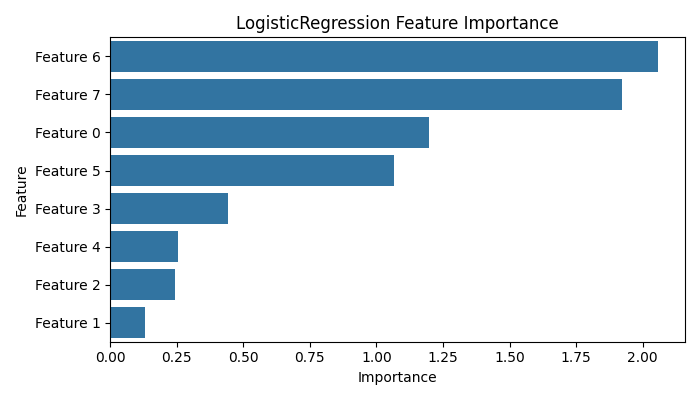 LogisticRegression Feature Importance
Feature 6
Feature 7
Feature 0
Feature 5
Feature 3
Feature 4
Feature 2
Feature 1
Feature
0.00 0.25 0.50 0.75 1.00 1.25 1.50 1.75 2.00
Importance